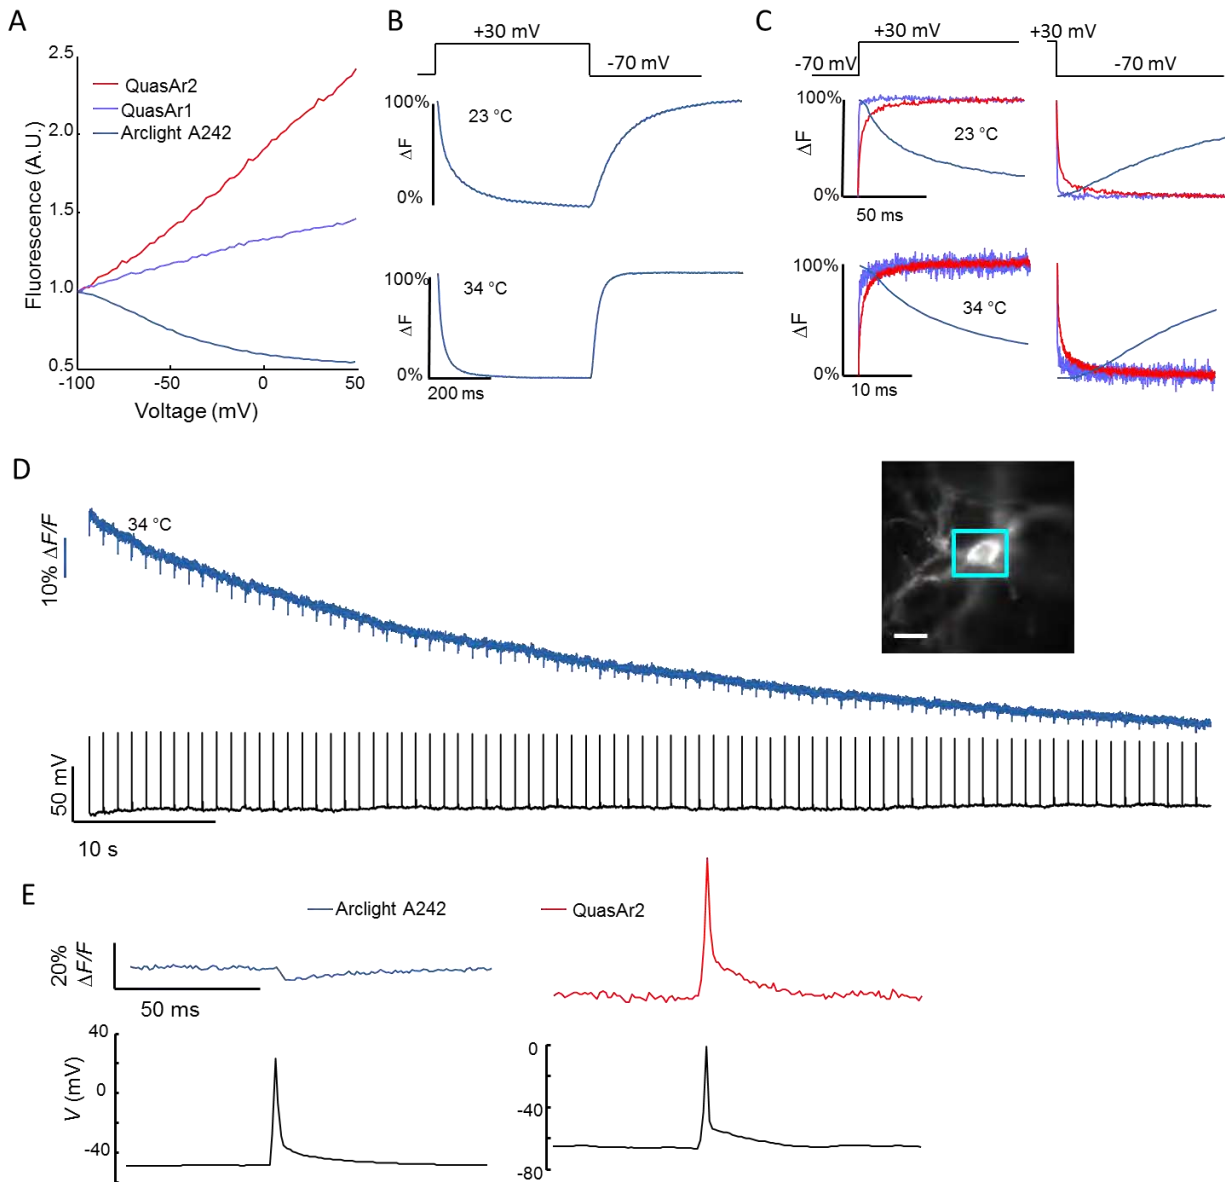 A
2.5
2.0
1.5
1.0
0.5
Fluorescence (A.U.)
QuasAr2
QuasAr1
Arclight A242
-100
-50
0
50
Voltage (mV)
B
+30 mV
-70 mV
100%
ΔF
0%
23 °C
100%
ΔF
0%
34 °C
200 ms
C
-70 mV
+30 mV
+30 mV
-70 mV
100%
ΔF
0%
23 °C
50 ms
100%
ΔF
0%
34 °C
10 ms
D
10% ΔF/F
34 °C
50 mV
10 s
E
Arclight A242
QuasAr2
20%
ΔF/F
50 ms
40
0
-40
V (mV)
0
-40
-80